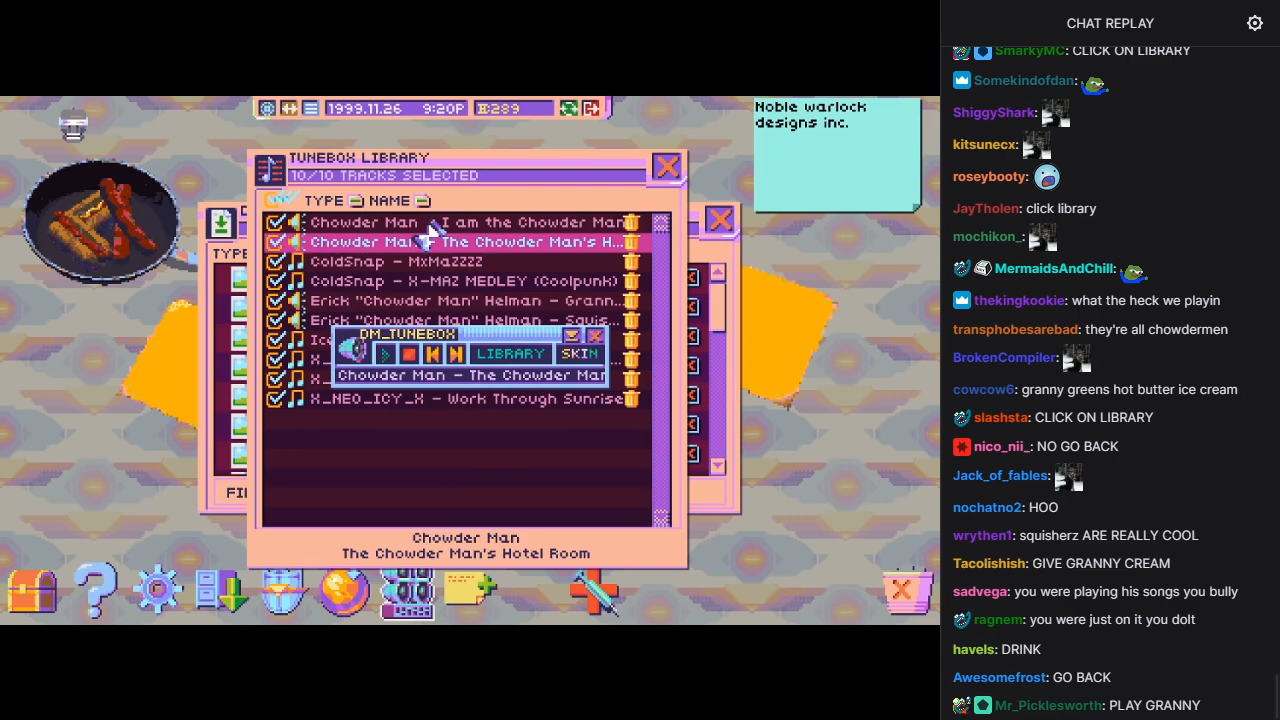 1999.11.26 9:20P 289
Noble warlock
designs inc.
TUNEBOX LIBRARY
10/10 TRACKS SELECTED
TYPE NAME
Chowder Man - I am the Chowder Man
Chowder Man - The Chowder Man's H...
ColdSnap - MxMaZZZZ
ColdSnap - X-MAZ MEDLEY (Coolpunk)
Erick "Chowder Man" Helman - Grann...
Erick "Chowder Man" Helman - Squis...
DM_TUNEBOX
LIBRARY
SKIN
Chowder Man - The Chowder Man
X_NEO_ICY_X - Work Through Sunrise
TYPE
Chowder Man
The Chowder Man's Hotel Room
CHAT REPLAY
SmarkyMC: CLICK ON LIBRARY
Somekindofdan:
ShiggyShark:
kitsunecx:
roseybooty:
JayTholen: click library
mochikon_:
MermaidsAndChill:
thekingkookie: what the heck we playin
transphobesarebad: they're all chowdermen
BrokenCompiler:
cowcow6: granny greens hot butter ice cream
slashsta: CLICK ON LIBRARY
nico_nii_: NO GO BACK
Jack_of_fables:
nochatno2: HOO
wrythen1: squisherz ARE REALLY COOL
Tacolishish: GIVE GRANNY CREAM
sadvega: you were playing his songs you bully
ragnem: you were just on it you dolt
havels: DRINK
Awesomefrost: GO BACK
Mr_Picklesworth: PLAY GRANNY